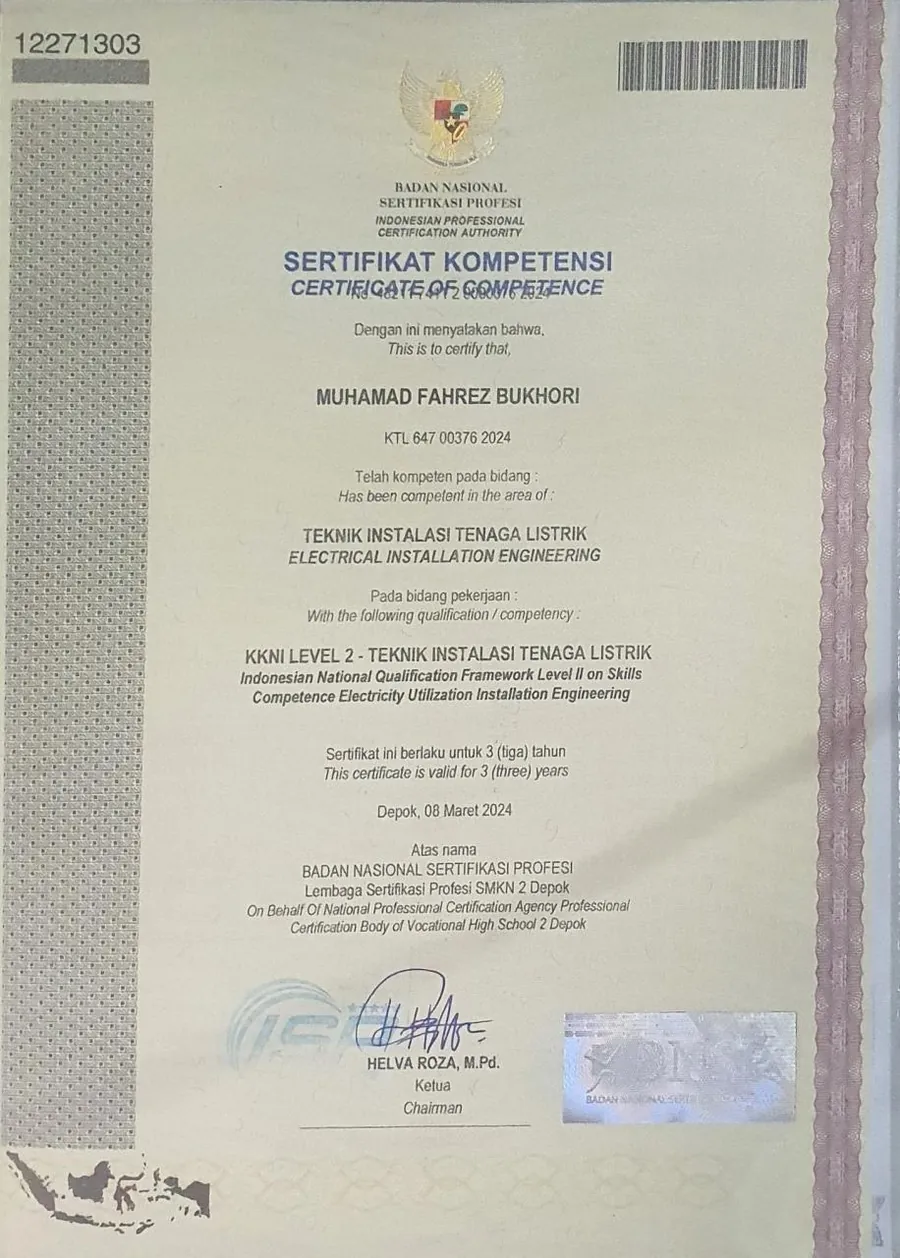 12271303
BADAN NASIONAL
SERTIFIKASI PROFESI
INDONESIAN PROFESSIONAL
CERTIFICATION AUTHORITY
SERTIFIKAT KOMPETENSI
CERTIFICATE OF COMPETENCE
Dengan ini menyatakan bahwa,
This is to certify that,
MUHAMAD FAHREZ BUKHORI
KTL 647 00376 2024
Telah kompeten pada bidang :
Has been competent in the area of :
TEKNIK INSTALASI TENAGA LISTRIK
ELECTRICAL INSTALLATION ENGINEERING
Pada bidang pekerjaan :
With the following qualification / competency :
KKNI LEVEL 2 - TEKNIK INSTALASI TENAGA LISTRIK
Indonesian National Qualification Framework Level II on Skills
Competence Electricity Utilization Installation Engineering
Sertifikat ini berlaku untuk 3 (tiga) tahun
This certificate is valid for 3 (three) years
Depok, 08 Maret 2024
Atas nama
BADAN NASIONAL SERTIFIKASI PROFESI
Lembaga Sertifikasi Profesi SMKN 2 Depok
On Behalf Of National Professional Certification Agency Professional
Certification Body of Vocational High School 2 Depok
HELVA ROZA, M.Pd.
Ketua
Chairman
BADAN NASIONAL